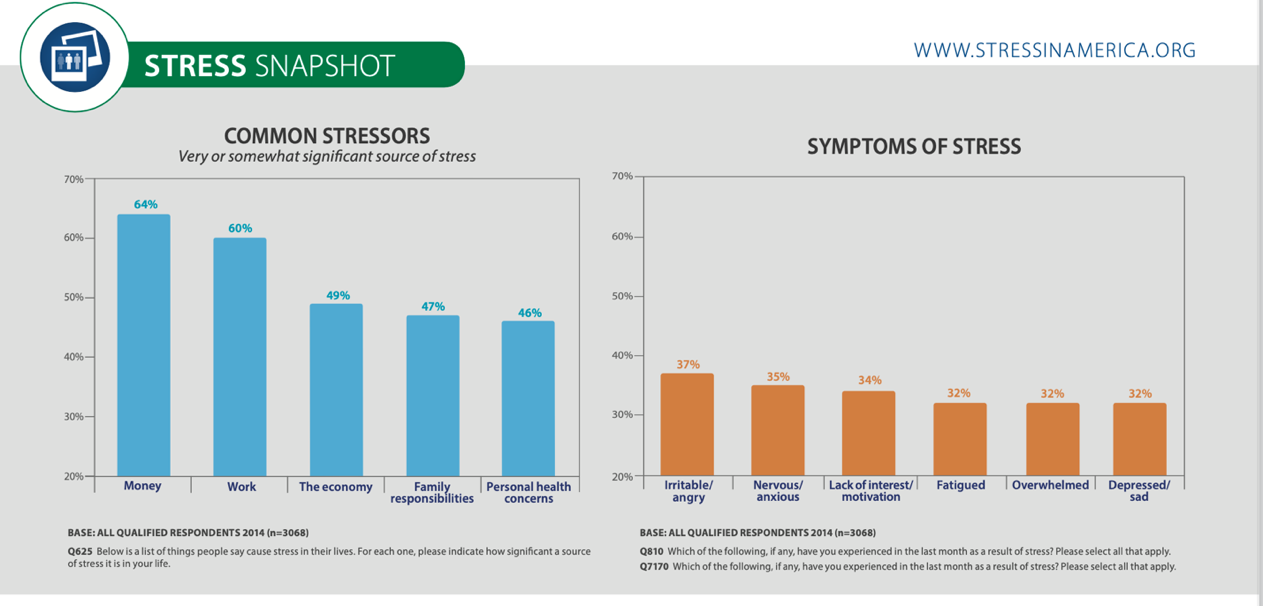 STRESS SNAPSHOT
WWW.STRESSINAMERICA.ORG
COMMON STRESSORS
Very or somewhat significant source of stress
70%
60%
50%
40%
30%
20%
64%
60%
49%
47%
46%
Money
Work
The economy
Family
responsibilities
Personal health
concerns
BASE: ALL QUALIFIED RESPONDENTS 2014 (n=3068)
Q625 Below is a list of things people say cause stress in their lives. For each one, please indicate how significant a source
of stress it is in your life.
SYMPTOMS OF STRESS
70%
60%
50%
40%
30%
20%
37%
35%
34%
32%
32%
32%
Irritable/
angry
Nervous/
anxious
Lack of interest/
motivation
Fatigued
Overwhelmed
Depressed/
sad
BASE: ALL QUALIFIED RESPONDENTS 2014 (n=3068)
Q810 Which of the following, if any, have you experienced in the last month as a result of stress? Please select all that apply.
Q7170 Which of the following, if any, have you experienced in the last month as a result of stress? Please select all that apply.